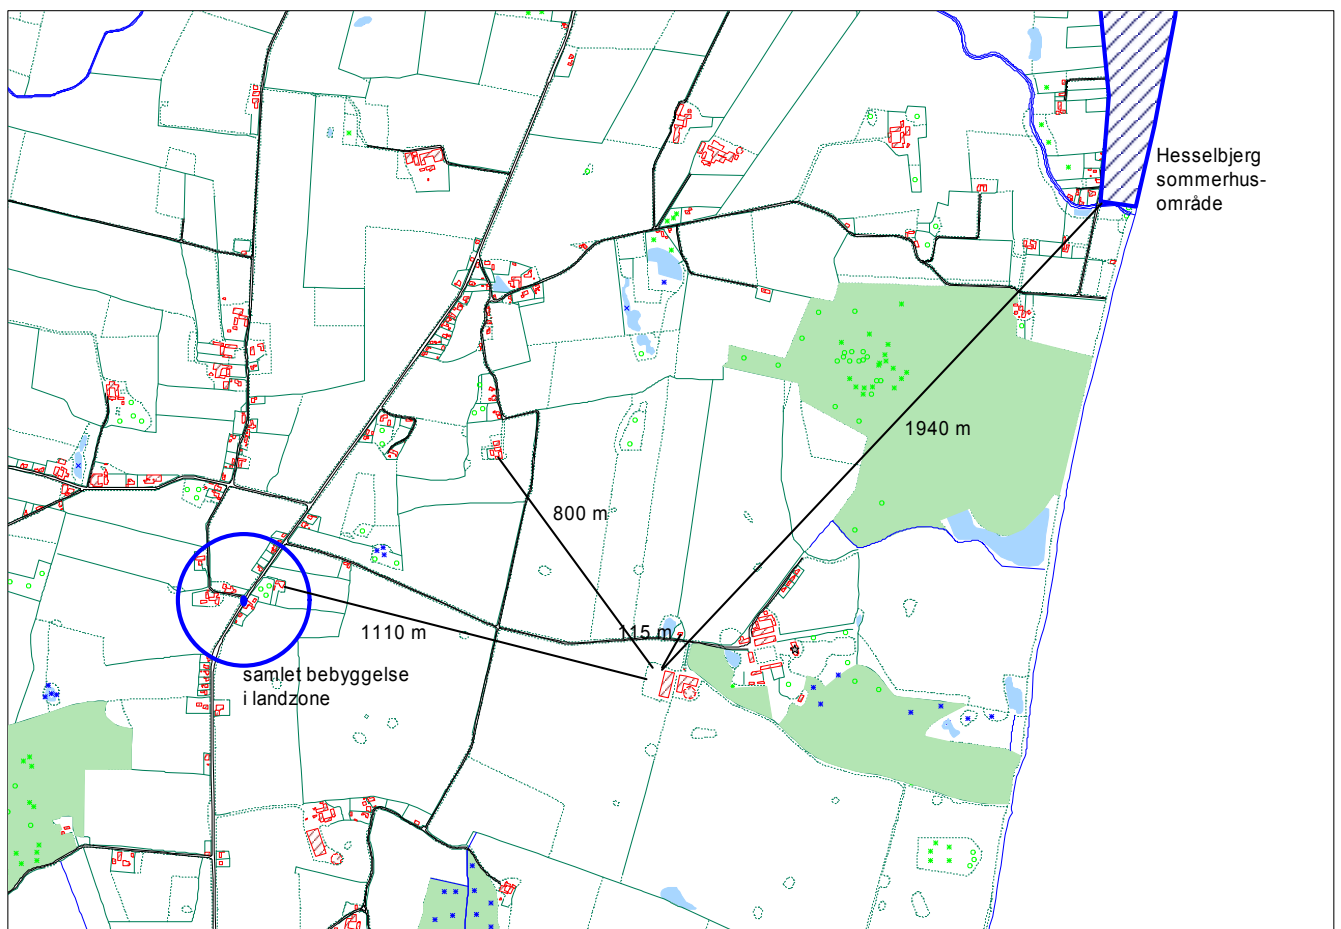 Hesselbjerg
sommerhus-
område
1940 m
800 m
115 m
1110 m
samlet bebyggelse
i landzone